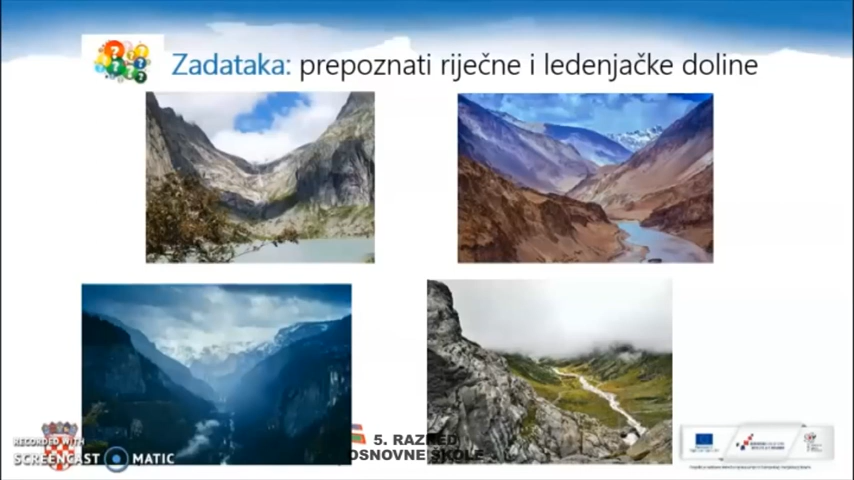 Zadataka: prepoznati riječne i ledenjačke doline
5. RAZRED
OSNOVNE ŠKOLE
RECORDED WITH
SCREENCAST MATIC